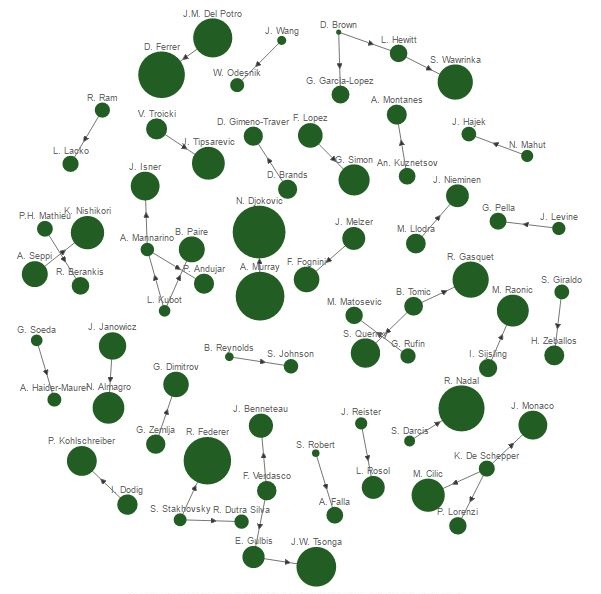 J.M. Del Potro
D. Ferrer
J. Wang
W. Odesnik
D. Brown
L. Hewitt
S. Wawrinka
G. Garcia-Lopez
R. Ram
L. Lacko
V. Troicki
J. Tipsarevic
D. Gimeno-Traver
D. Brands
F. Lopez
G. Simon
A. Montanes
An. Kuznetsov
J. Hajek
N. Mahut
J. Isner
A. Mannarino
B. Paire
P. Andujar
L. Kubot
P.H. Mathieu
K. Nishikori
A. Seppi
R. Berankis
N. Djokovic
A. Murray
J. Melzer
F. Fognini
J. Nieminen
M. Llodra
G. Pella
J. Levine
R. Gasquet
B. Tomic
M. Matosevic
S. Querrey
G. Rufin
M. Raonic
I. Sijsling
S. Giraldo
H. Zeballos
G. Soeda
A. Haider-Maurer
J. Janowicz
N. Almagro
B. Reynolds
S. Johnson
G. Dimitrov
G. Zemlja
R. Nadal
S. Darcis
J. Monaco
K. De Schepper
M. Cilic
P. Lorenzi
P. Kohlschreiber
I. Dodig
R. Federer
S. Stakhovsky
R. Dutra Silva
J. Benneteau
F. Verdasco
E. Gulbis
J.W. Tsonga
S. Robert
A. Falla
J. Reister
L. Rosol